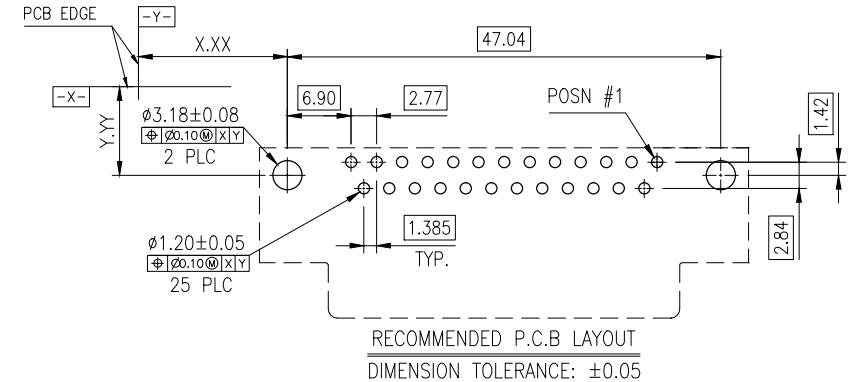 PCB EDGE
-Y-
X.XX
47.04
-X-
6.90
2.77
POSN #1
1.42
Y.YY
ø3.18±0.08
⌖ Ø0.10 Ⓜ X Y
2 PLC
1.385
TYP.
2.84
ø1.20±0.05
⌖ Ø0.10 Ⓜ X Y
25 PLC
RECOMMENDED P.C.B LAYOUT
DIMENSION TOLERANCE: ±0.05